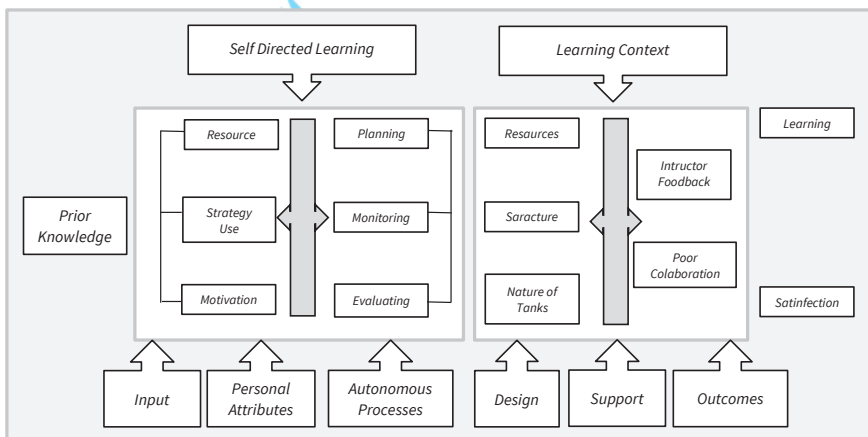 Self Directed Learning
Learning Context
Resource
Planning
Resaurces
Learning
Intructor
Foodback
Prior
Knowledge
Strategy
Use
Monitoring
Saracture
Poor
Colaboration
Motivation
Evaluating
Nature of
Tanks
Satinfection
Input
Personal
Attributes
Autonomous
Processes
Design
Support
Outcomes